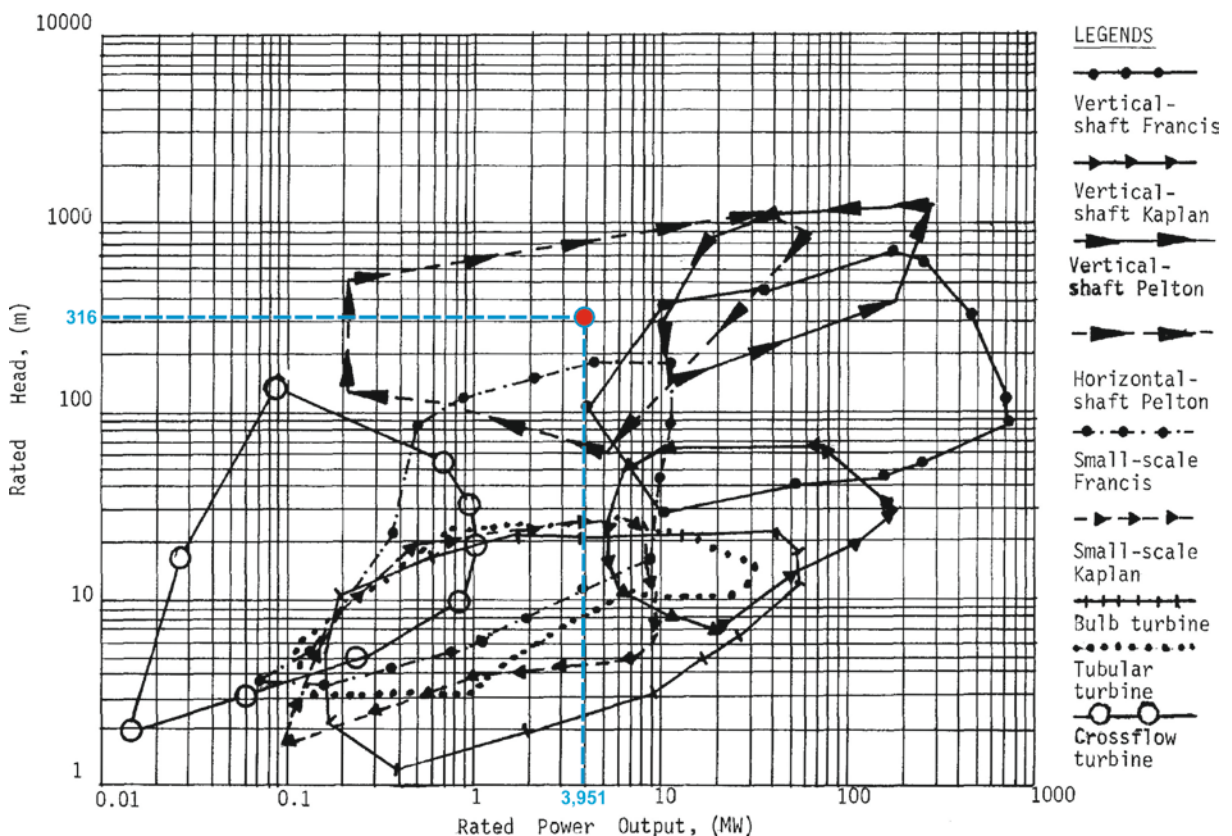 10000
1000
316
100
10
1
Rated Head, (m)
0.01
0.1
1
3,951
10
100
1000
Rated Power Output, (MW)
LEGENDS
Vertical-
shaft Francis
Vertical-
shaft Kaplan
Vertical-
shaft Pelton
Horizontal-
shaft Pelton
Small-scale
Francis
Small-scale
Kaplan
Bulb turbine
Tubular
turbine
Crossflow
turbine